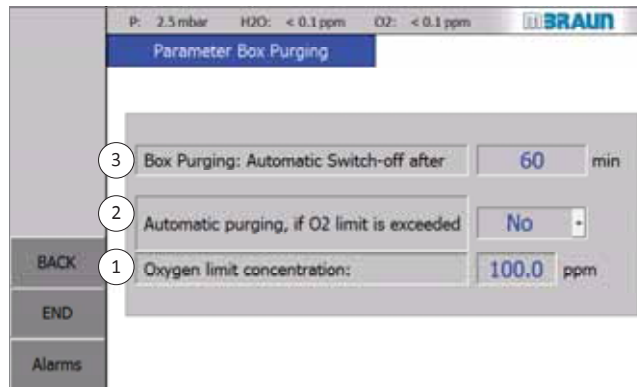 P: 2.5 mbar H2O: < 0.1 ppm O2: < 0.1 ppm MBRAUN
Parameter Box Purging
3 Box Purging: Automatic Switch-off after 60 min
2 Automatic purging, if O2 limit is exceeded No
BACK 1 Oxygen limit concentration: 100.0 ppm
END
Alarms